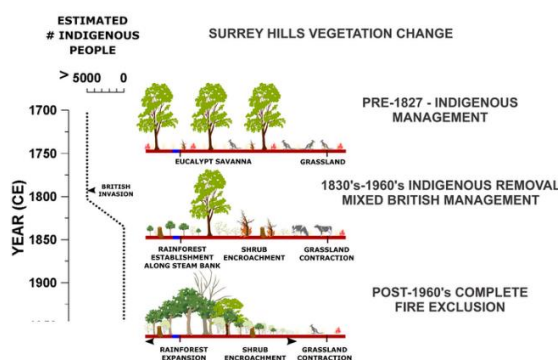 ESTIMATED
# INDIGENOUS
PEOPLE
> 5000 0
SURREY HILLS VEGETATION CHANGE
YEAR (CE)
1700
1750
1800
1850
1900
BRITISH
INVASION
PRE-1827 - INDIGENOUS
MANAGEMENT
EUCALYPT SAVANNA
GRASSLAND
1830's-1960's INDIGENOUS REMOVAL
MIXED BRITISH MANAGEMENT
RAINFOREST
ESTABLISHMENT
ALONG STEAM BANK
SHRUB
ENCROACHMENT
GRASSLAND
CONTRACTION
POST-1960's COMPLETE
FIRE EXCLUSION
RAINFOREST
EXPANSION
SHRUB
ENCROACHMENT
GRASSLAND
CONTRACTION